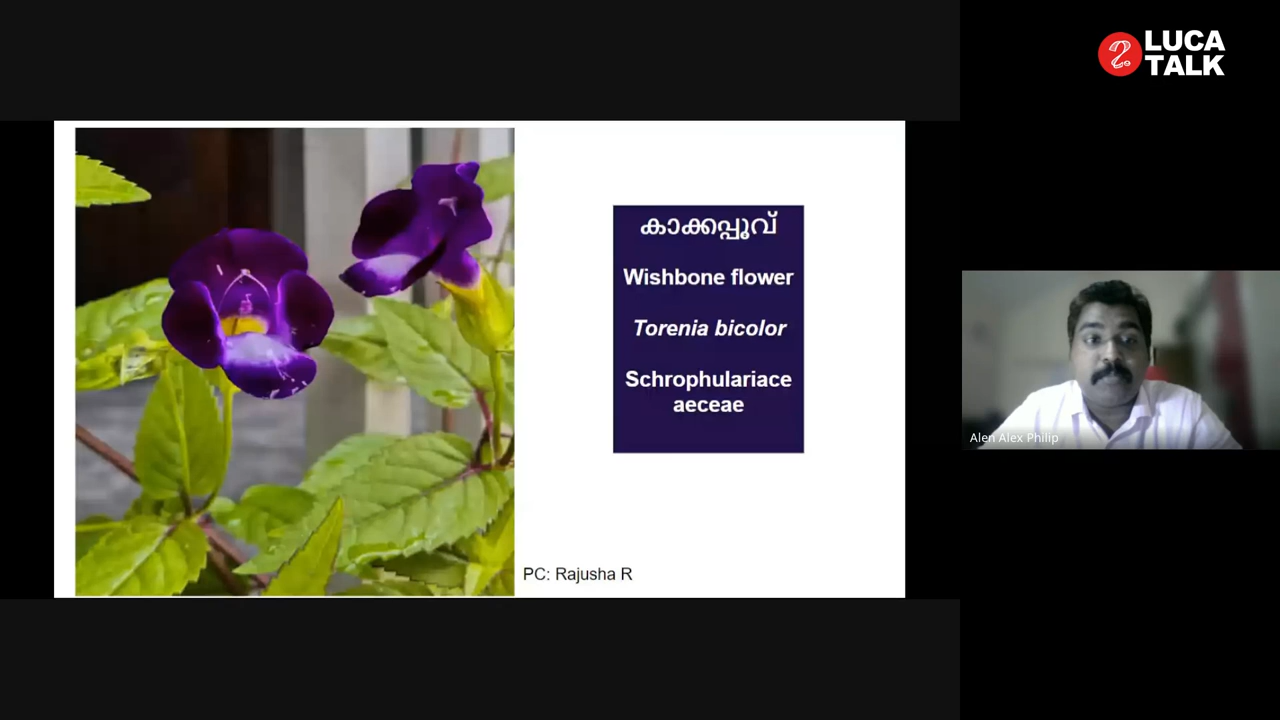 LUCA
TALK
കാക്കപ്പൂവ്
Wishbone flower
Torenia bicolor
Schrophulariace
aeceae
Alen Alex Philip
PC: Rajusha R